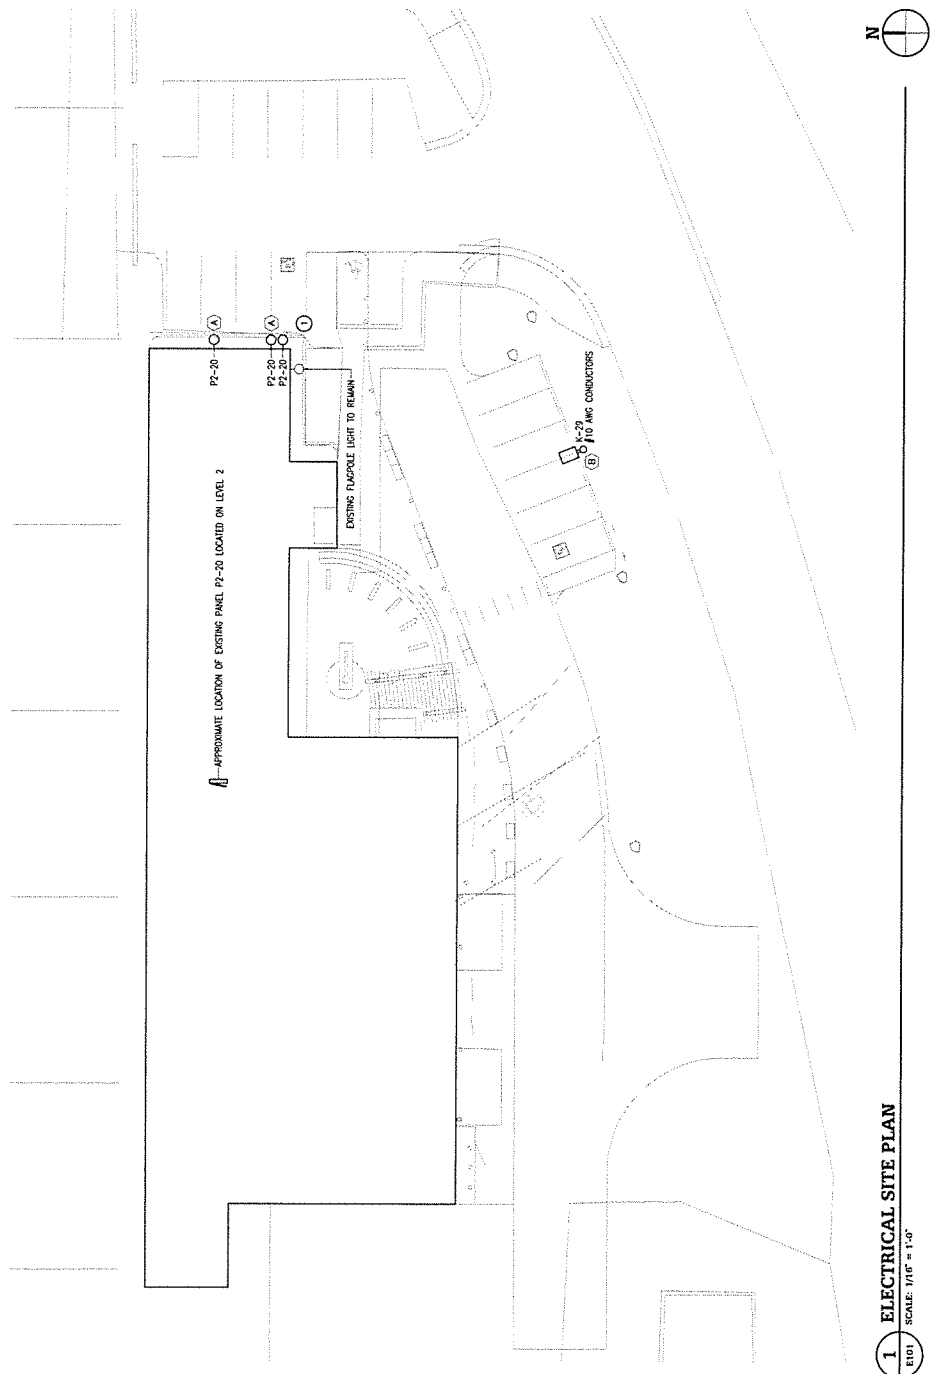 N
A
A
1
P2-20
P2-20
P2-20
EXISTING FLAGPOLE LIGHT TO REMAIN
K-29
#10 AWG CONDUCTORS
B
APPROXIMATE LOCATION OF EXISTING PANEL P2-20 LOCATED ON LEVEL 2
1
E101
ELECTRICAL SITE PLAN
SCALE: 1/16" = 1'-0"